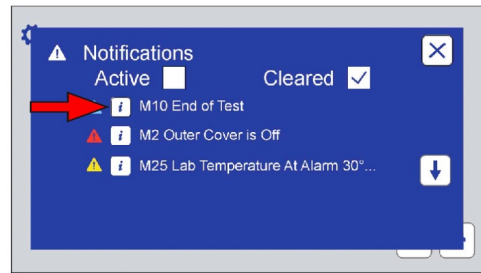 Notifications
Active Cleared
i M10 End of Test
i M2 Outer Cover is Off
i M25 Lab Temperature At Alarm 30°...